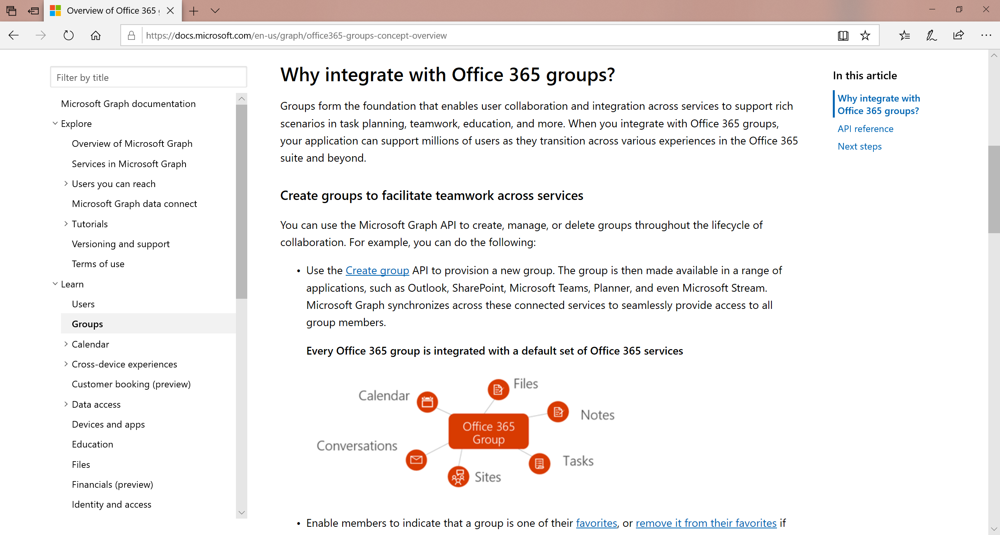 Overview of Office 365 g
https://docs.microsoft.com/en-us/graph/office365-groups-concept-overview
Filter by title
Microsoft Graph documentation
Explore
Overview of Microsoft Graph
Services in Microsoft Graph
Users you can reach
Microsoft Graph data connect
Tutorials
Versioning and support
Terms of use
Learn
Users
Groups
Calendar
Cross-device experiences
Customer booking (preview)
Data access
Devices and apps
Education
Files
Financials (preview)
Identity and access
Why integrate with Office 365 groups?
Groups form the foundation that enables user collaboration and integration across services to support rich
scenarios in task planning, teamwork, education, and more. When you integrate with Office 365 groups,
your application can support millions of users as they transition across various experiences in the Office 365
suite and beyond.
Create groups to facilitate teamwork across services
You can use the Microsoft Graph API to create, manage, or delete groups throughout the lifecycle of
collaboration. For example, you can do the following:
• Use the Create group API to provision a new group. The group is then made available in a range of
applications, such as Outlook, SharePoint, Microsoft Teams, Planner, and even Microsoft Stream.
Microsoft Graph synchronizes across these connected services to seamlessly provide access to all
group members.
Every Office 365 group is integrated with a default set of Office 365 services
Files
Calendar
Notes
Office 365
Group
Conversations
Tasks
Sites
• Enable members to indicate that a group is one of their favorites, or remove it from their favorites if
In this article
Why integrate with
Office 365 groups?
API reference
Next steps